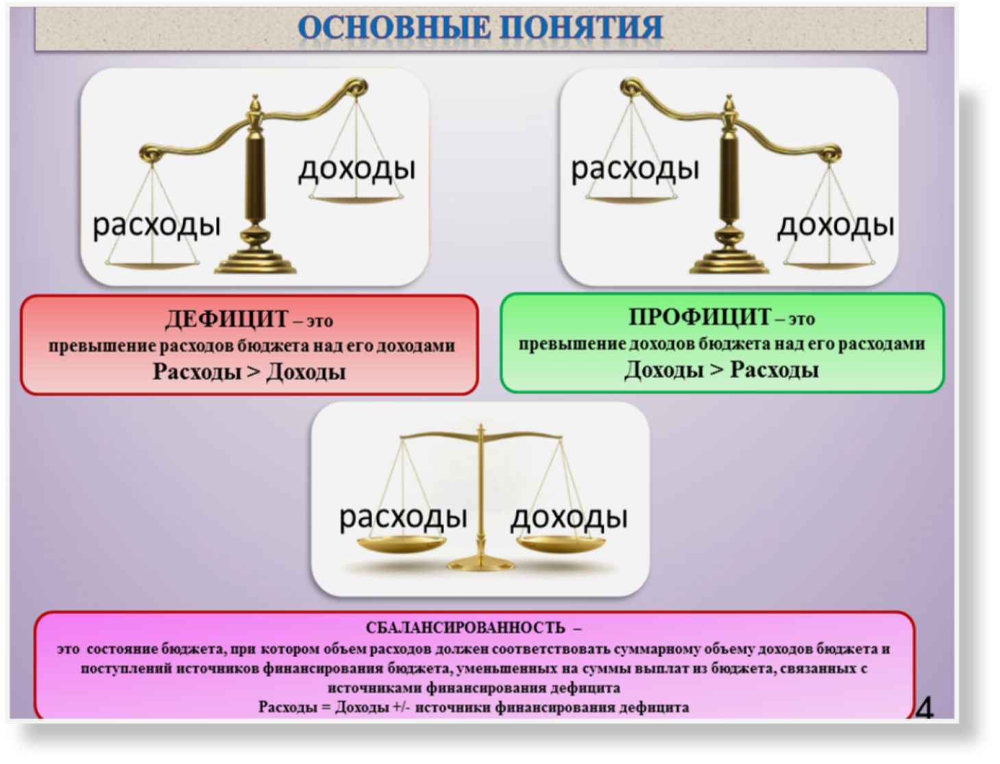 ОСНОВНЫЕ ПОНЯТИЯ
доходы
расходы
расходы
доходы
ДЕФИЦИТ – это
превышение расходов бюджета над его доходами
Расходы > Доходы
ПРОФИЦИТ – это
превышение доходов бюджета над его расходами
Доходы > Расходы
расходы
доходы
СБАЛАНСИРОВАННОСТЬ –
это состояние бюджета, при котором объем расходов должен соответствовать суммарному объему доходов бюджета и
поступлений источников финансирования бюджета, уменьшенных на суммы выплат из бюджета, связанных с
источниками финансирования дефицита
Расходы = Доходы +/- источники финансирования дефицита
4